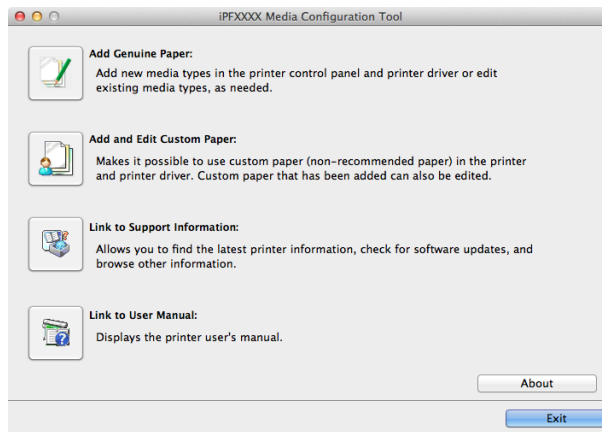 iPFXXXX Media Configuration Tool
Add Genuine Paper:
Add new media types in the printer control panel and printer driver or edit
existing media types, as needed.
Add and Edit Custom Paper:
Makes it possible to use custom paper (non-recommended paper) in the printer
and printer driver. Custom paper that has been added can also be edited.
Link to Support Information:
Allows you to find the latest printer information, check for software updates, and
browse other information.
Link to User Manual:
Displays the printer user's manual.
About
Exit